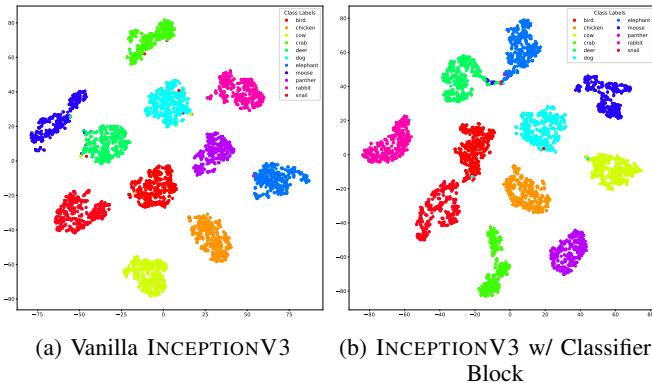 Class Labels
bird
chicken
cow
crab
deer
dog
elephant
moose
panther
rabbit
snail
80
60
40
20
0
−20
−40
−60
−80
−75 −50 −25 0 25 50 75
(a) Vanilla INCEPTIONV3
Class Labels
bird
chicken
cow
crab
deer
dog
elephant
moose
panther
rabbit
snail
80
60
40
20
0
−20
−40
−60
−80
−80 −60 −40 −20 0 20 40 60 80
(b) INCEPTIONV3 w/ Classifier
Block